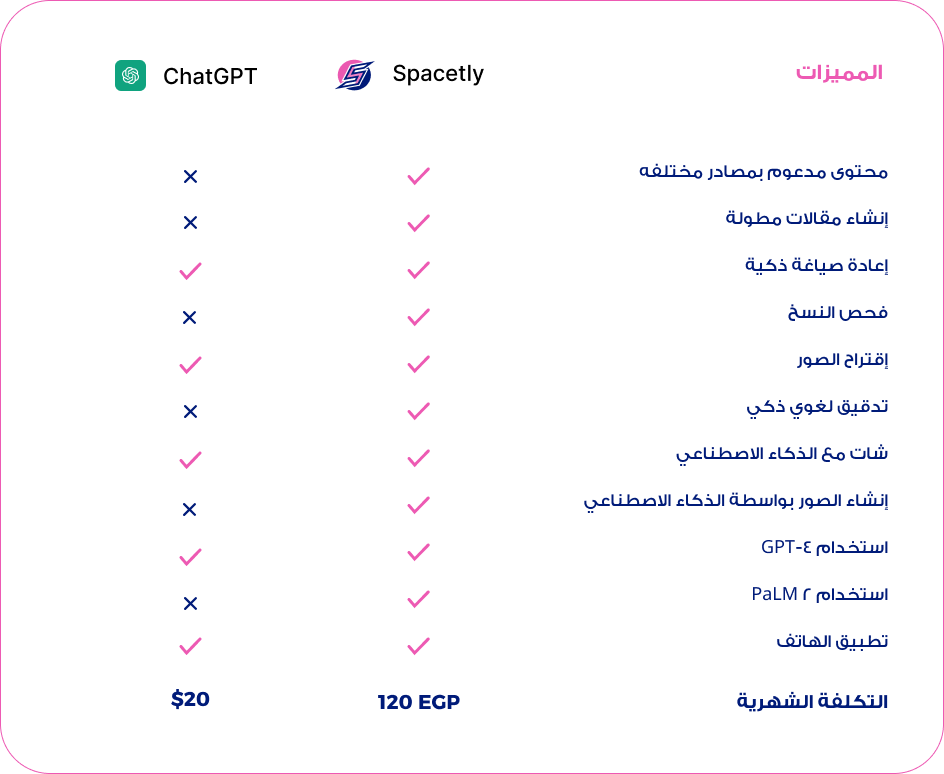 المميزات Spacetly ChatGPT
محتوى مدعوم بمصادر مختلفه
إنشاء مقالات مطولة
إعادة صياغة ذكية
فحص النسخ
إقتراح الصور
تدقيق لغوي ذكي
شات مع الذكاء الاصطناعي
إنشاء الصور بواسطة الذكاء الاصطناعي
استخدام GPT-٤
استخدام PaLM ٢
تطبيق الهاتف
التكلفة الشهرية 120 EGP $20